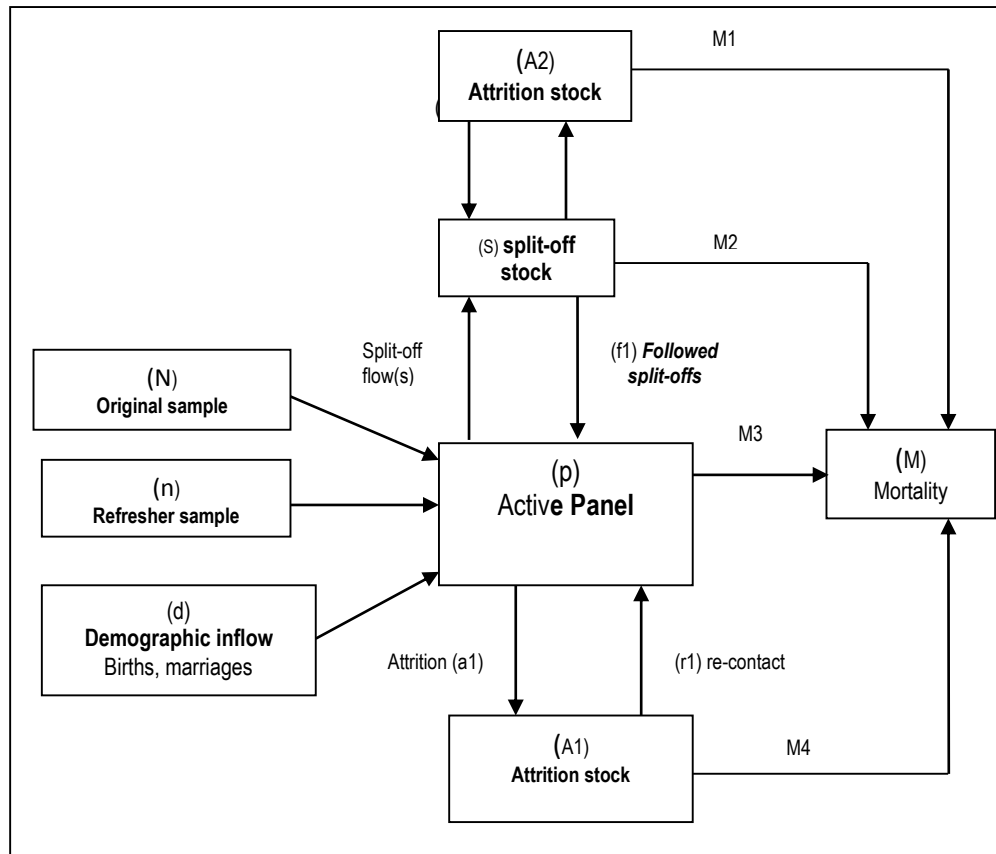 (A2)
Attrition stock
M1
(
(S) split-off
stock
M2
Split-off
flow(s)
(f1) Followed
split-offs
(N)
Original sample
(n)
Refresher sample
(d)
Demographic inflow
Births, marriages
(p)
Active Panel
M3
(M)
Mortality
Attrition (a1)
(r1) re-contact
(A1)
Attrition stock
M4